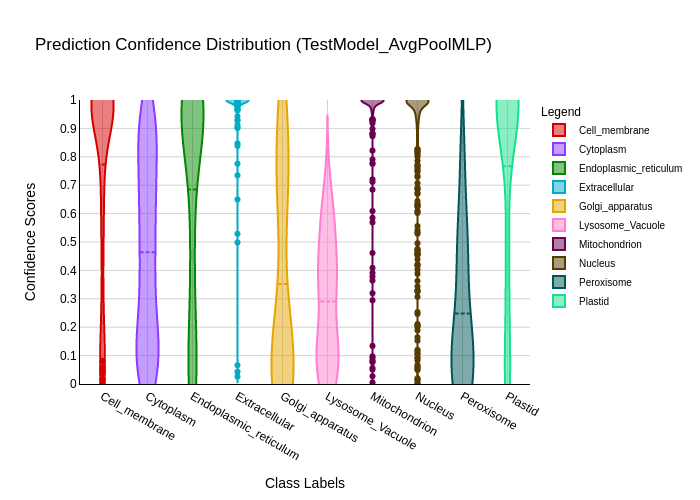 Prediction Confidence Distribution (TestModel_AvgPoolMLP)
Legend
Cell_membrane
Cytoplasm
Endoplasmic_reticulum
Extracellular
Golgi_apparatus
Lysosome_Vacuole
Mitochondrion
Nucleus
Peroxisome
Plastid
Confidence Scores
1
0.9
0.8
0.7
0.6
0.5
0.4
0.3
0.2
0.1
0
Cell_membrane
Cytoplasm
Endoplasmic_reticulum
Extracellular
Golgi_apparatus
Lysosome_Vacuole
Mitochondrion
Nucleus
Peroxisome
Plastid
Class Labels